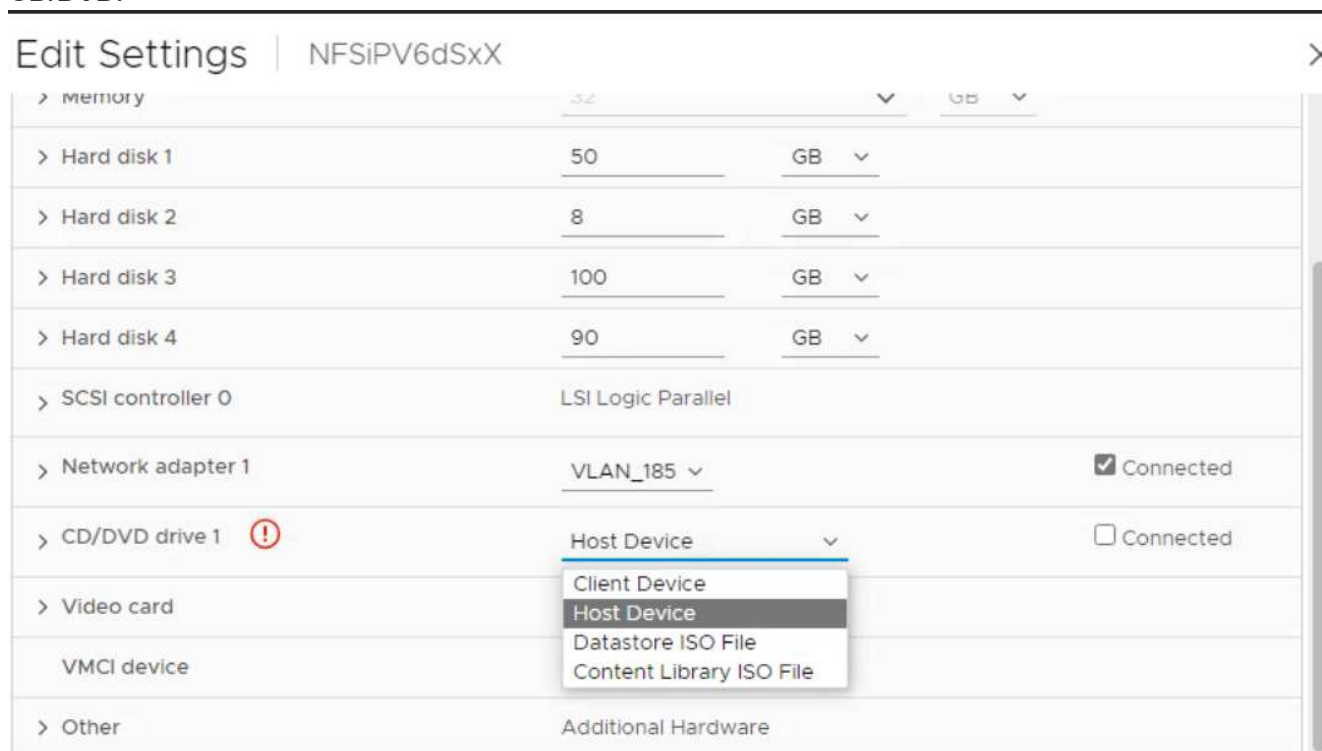 Edit Settings | NFSiPV6dSxX
Memory 32 GB
Hard disk 1 50 GB
Hard disk 2 8 GB
Hard disk 3 100 GB
Hard disk 4 90 GB
SCSI controller 0 LSI Logic Parallel
Network adapter 1 VLAN_185 Connected
CD/DVD drive 1 Host Device Connected
Client Device
Video card Host Device
Datastore ISO File
VMCI device Content Library ISO File
Other Additional Hardware